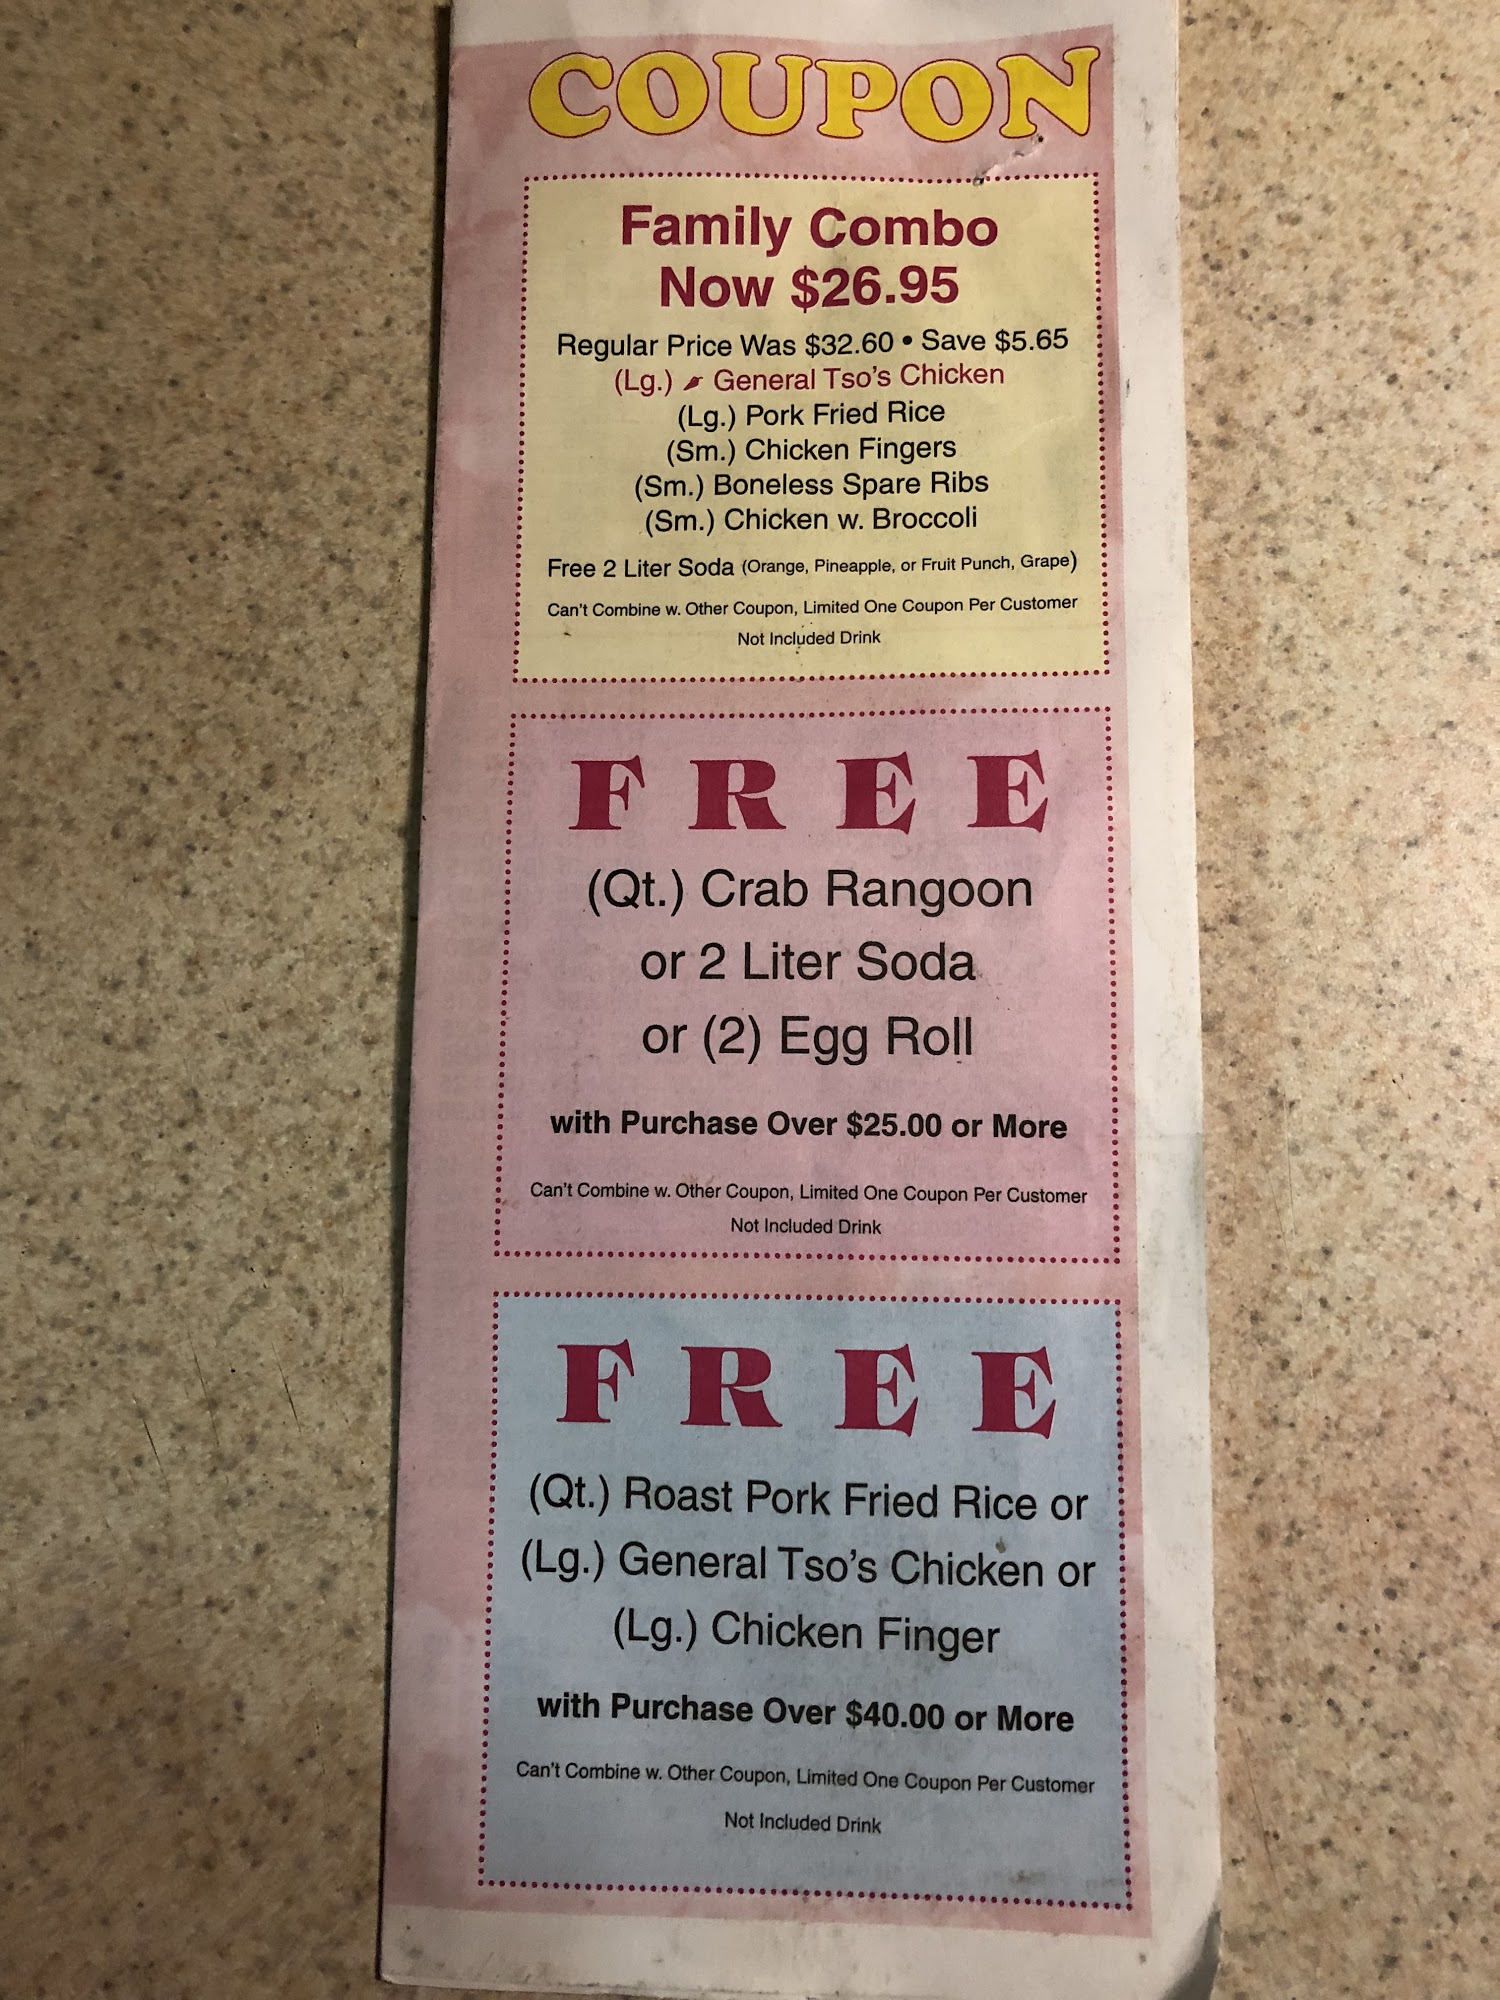 COUPON
Family Combo
Now $26.95
Regular Price Was $32.60 • Save $5.65
(Lg.) General Tso's Chicken
(Lg.) Pork Fried Rice
(Sm.) Chicken Fingers
(Sm.) Boneless Spare Ribs
(Sm.) Chicken w. Broccoli
Free 2 Liter Soda (Orange, Pineapple, or Fruit Punch, Grape)
Can't Combine w. Other Coupon, Limited One Coupon Per Customer
Not Included Drink
FREE
(Qt.) Crab Rangoon
or 2 Liter Soda
or (2) Egg Roll
with Purchase Over $25.00 or More
Can't Combine w. Other Coupon, Limited One Coupon Per Customer
Not Included Drink
FREE
(Qt.) Roast Pork Fried Rice or
(Lg.) General Tso's Chicken or
(Lg.) Chicken Finger
with Purchase Over $40.00 or More
Can't Combine w. Other Coupon, Limited One Coupon Per Customer
Not Included Drink